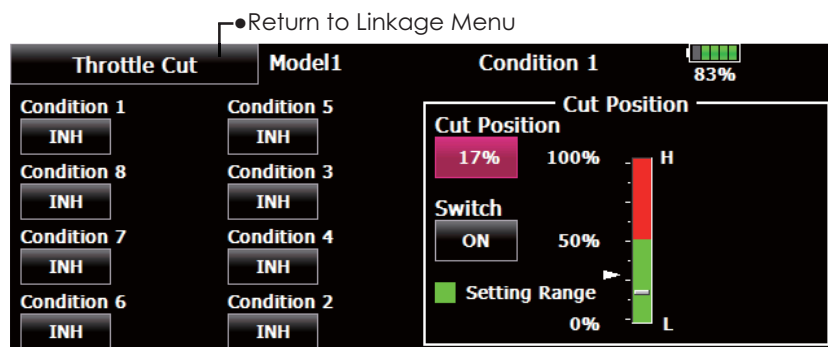 Return to Linkage Menu
Throttle Cut Model1 Condition 1 83%
Condition 1 Condition 5
INH INH
Condition 8 Condition 3
INH INH
Condition 7 Condition 4
INH INH
Condition 6 Condition 2
INH INH
Cut Position
Cut Position
17% 100% H
Switch
ON 50%
Setting Range
0% L